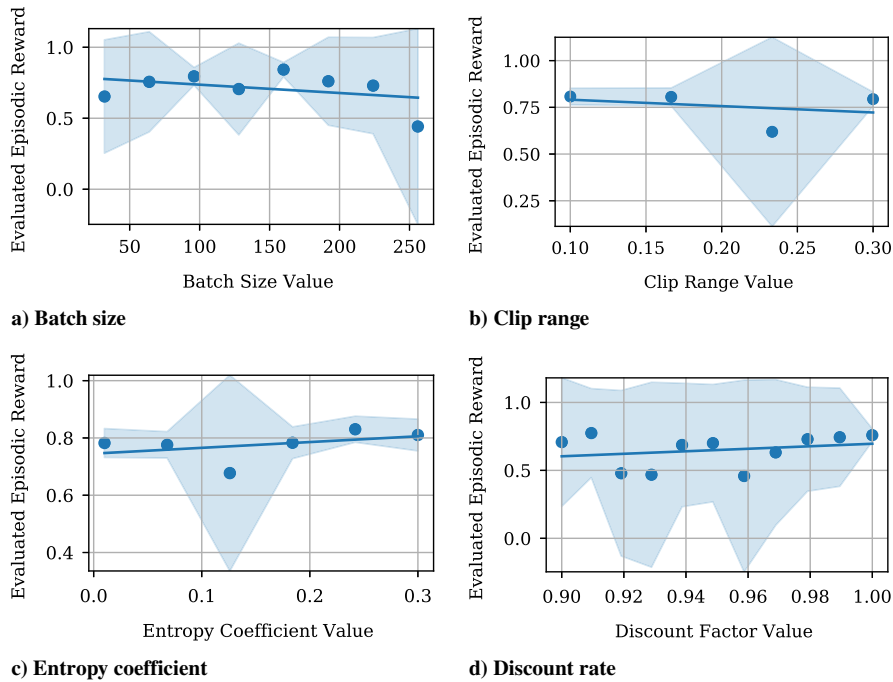 Evaluated Episodic Reward
1.0
0.5
0.0
50
100
150
200
250
Batch Size Value
a) Batch size
Evaluated Episodic Reward
1.00
0.75
0.50
0.25
0.10
0.15
0.20
0.25
0.30
Clip Range Value
b) Clip range
Evaluated Episodic Reward
1.0
0.8
0.6
0.4
0.0
0.1
0.2
0.3
Entropy Coefficient Value
c) Entropy coefficient
Evaluated Episodic Reward
1.0
0.5
0.0
0.90
0.92
0.94
0.96
0.98
1.00
Discount Factor Value
d) Discount rate